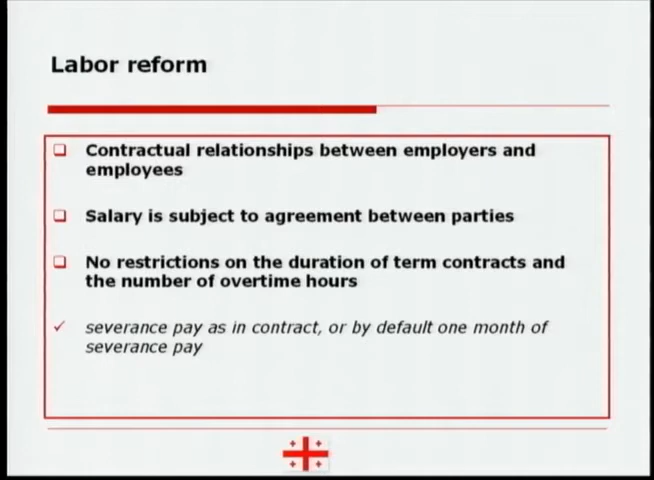 Labor reform
Contractual relationships between employers and
employees
Salary is subject to agreement between parties
No restrictions on the duration of term contracts and
the number of overtime hours
severance pay as in contract, or by default one month of
severance pay